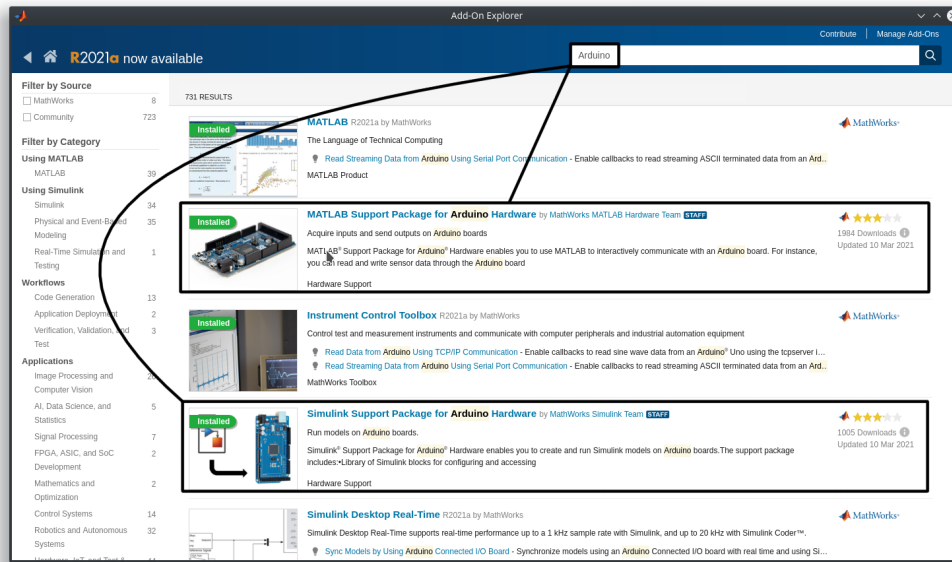 Add-On Explorer
Contribute
Manage Add-Ons
R2021a now available
Arduino
Filter by Source
MathWorks 8
Community 723
Filter by Category
Using MATLAB
MATLAB 39
Using Simulink
Simulink 34
Physical and Event-Based 35
Modeling
Real-Time Simulation and 1
Testing
Workflows
Code Generation 13
Application Deployment 2
Verification, Validation, and 3
Test
Applications
Image Processing and
Computer Vision
AI, Data Science, and 5
Statistics
Signal Processing 7
FPGA, ASIC, and SoC 2
Development
Mathematics and 2
Optimization
Control Systems 14
Robotics and Autonomous 32
Systems
731 RESULTS
Installed
MATLAB R2021a by MathWorks
MathWorks®
The Language of Technical Computing
Read Streaming Data from Arduino Using Serial Port Communication - Enable callbacks to read streaming ASCII terminated data from an Ard..
MATLAB Product
Installed
MATLAB Support Package for Arduino Hardware by MathWorks MATLAB Hardware Team STAFF
Acquire inputs and send outputs on Arduino boards
1984 Downloads
MATLAB® Support Package for Arduino® Hardware enables you to use MATLAB to interactively communicate with an Arduino board. For instance,
Updated 10 Mar 2021
you can read and write sensor data through the Arduino board
Hardware Support
Installed
Instrument Control Toolbox R2021a by MathWorks
MathWorks®
Control test and measurement instruments and communicate with computer peripherals and industrial automation equipment
Read Data from Arduino Using TCP/IP Communication - Enable callbacks to read sine wave data from an Arduino® Uno using the tcpserver i...
Read Streaming Data from Arduino Using Serial Port Communication - Enable callbacks to read streaming ASCII terminated data from an Ard..
MathWorks Toolbox
Installed
Simulink Support Package for Arduino Hardware by MathWorks Simulink Team STAFF
Run models on Arduino boards.
1005 Downloads
Simulink® Support Package for Arduino® Hardware enables you to create and run Simulink models on Arduino boards.The support package
Updated 10 Mar 2021
includes:•Library of Simulink blocks for configuring and accessing
Hardware Support
Installed
Simulink Desktop Real-Time R2021a by MathWorks
MathWorks®
Simulink Desktop Real-Time supports real-time performance up to a 1 kHz sample rate with Simulink, and up to 20 kHz with Simulink Coder™.
Sync Models by Using Arduino Connected I/O Board - Synchronize models using an Arduino Connected I/O board with real time and using Si...